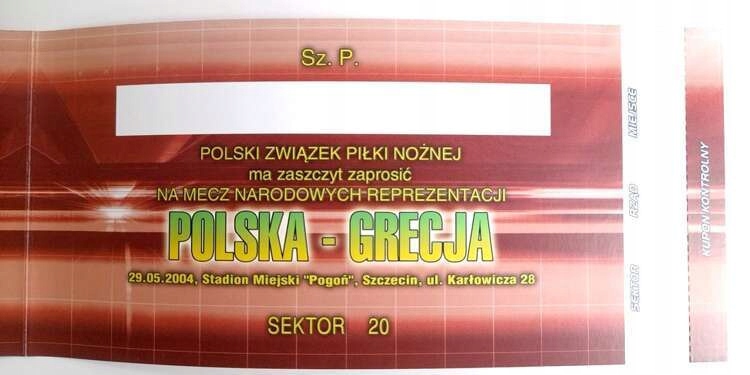 Sz. P.
POLSKI ZWIĄZEK PIŁKI NOŻNEJ
ma zaszczyt zaprosić
NA MECZ NARODOWYCH REPREZENTACJI
POLSKA - GRECJA
29.05.2004, Stadion Miejski "Pogoń", Szczecin, ul. Karłowicza 28
SEKTOR 20
SEKTOR RZĄD MIEJSCE
KUPON KONTROLNY